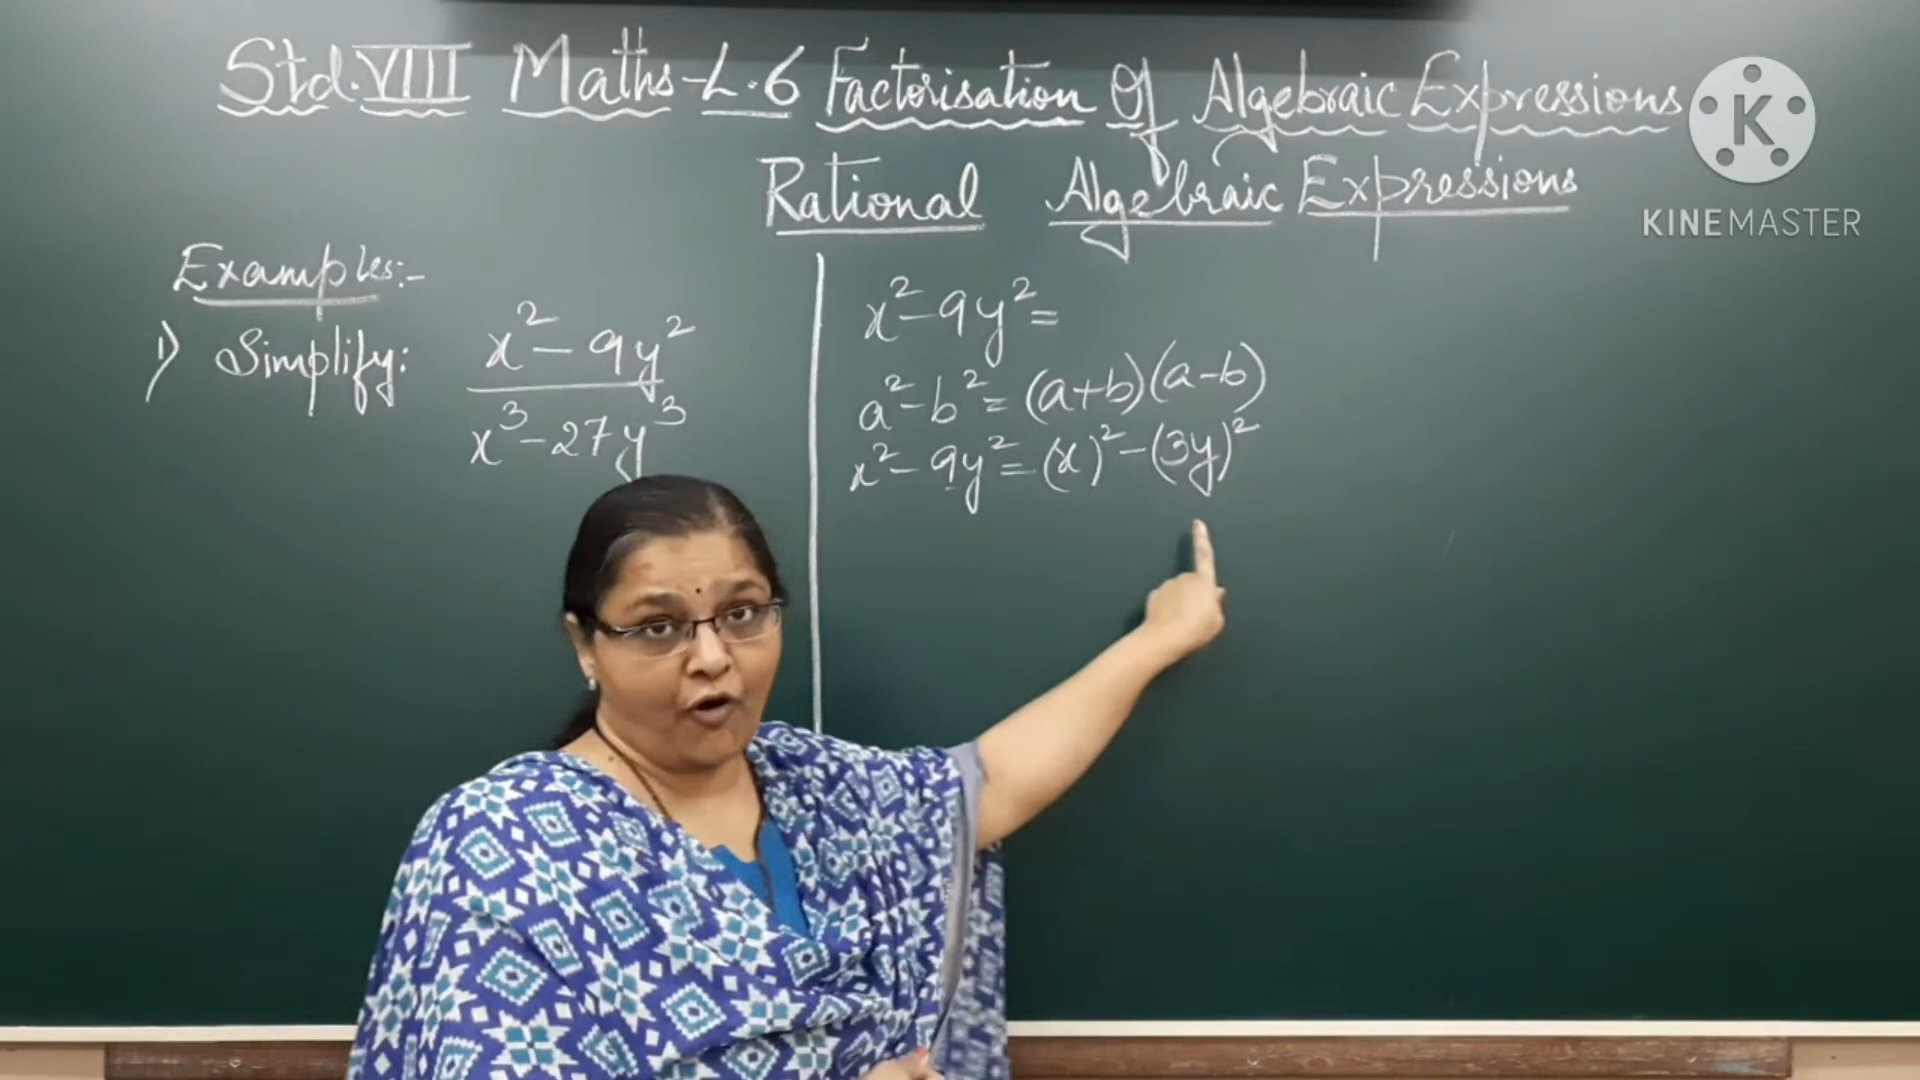 Std.VIII Maths-L.6 Factorisation Of Algebraic Expressions
Rational Algebraic Expressions
K
KINEMASTER
Examples:-
1) Simplify: x² - 9y² / x³ - 27y³
x² - 9y² =
a² - b² = (a+b)(a-b)
x² - 9y² = (x)² - (3y)²